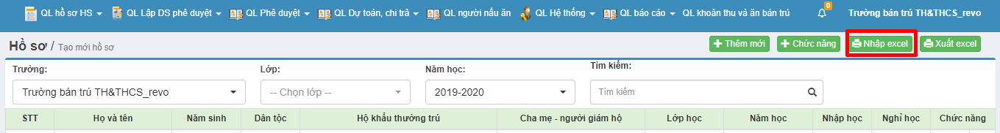 QL hồ sơ HS QL Lập DS phê duyệt QL Phê duyệt QL Dự toán, chi trả QL người nấu ăn QL Hệ thống QL báo cáo QL khoản thu và ăn bán trú 0 Trường bán trú TH&THCS_revo
Hồ sơ / Tạo mới hồ sơ Thêm mới Chức năng Nhập excel Xuất excel
Trường: Lớp: Năm học: Tìm kiếm:
Trường bán trú TH&THCS_revo -- Chọn lớp -- 2019-2020 Tìm kiếm
STT Họ và tên Năm sinh Dân tộc Hộ khẩu thường trú Cha mẹ - người giám hộ Lớp học Năm học Nhập học Nghỉ học Chức năng